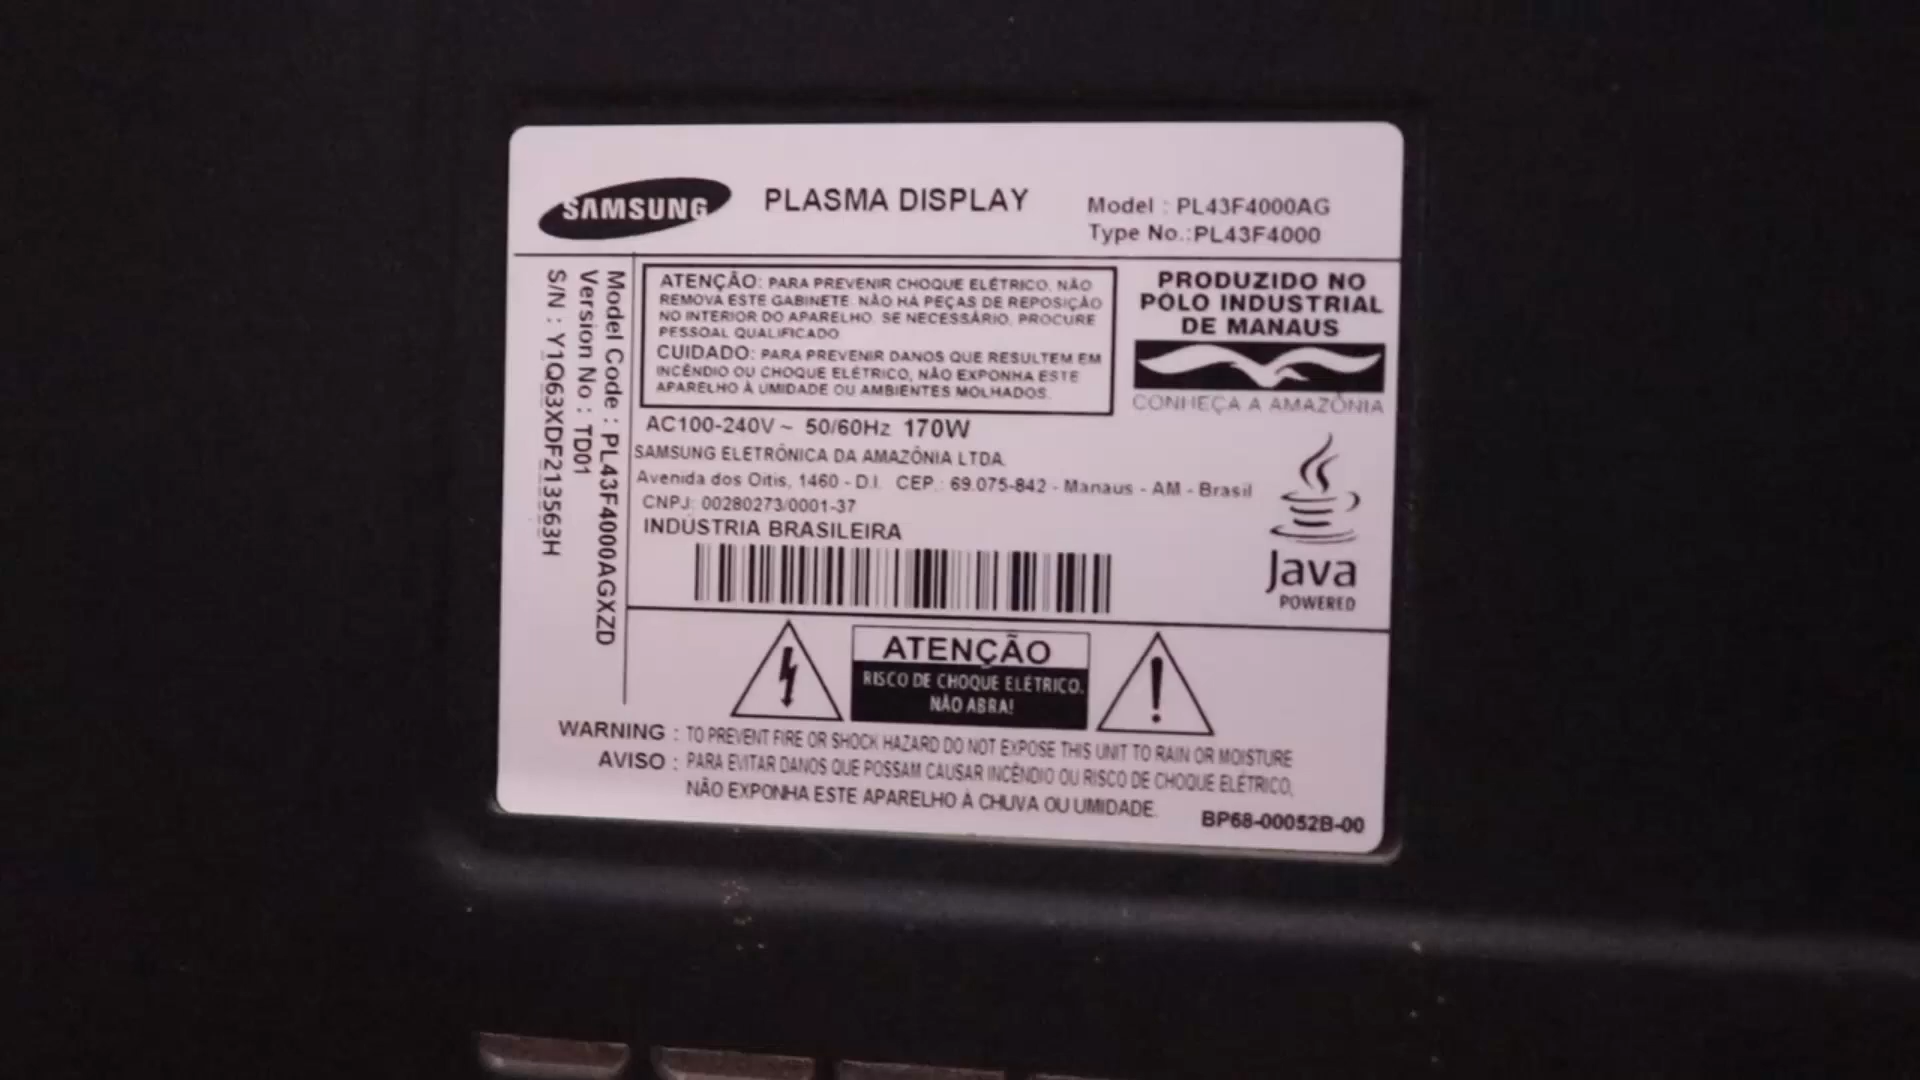 SAMSUNG
PLASMA DISPLAY
Model : PL43F4000AG
Type No.:PL43F4000
Model Code : PL43F4000AGXZD
Version No : TD01
S/N : Y1Q63XDF213563H
ATENÇÃO: PARA PREVENIR CHOQUE ELÉTRICO, NÃO
REMOVA ESTE GABINETE. NÃO HÁ PEÇAS DE REPOSIÇÃO
NO INTERIOR DO APARELHO. SE NECESSÁRIO, PROCURE
PESSOAL QUALIFICADO
CUIDADO: PARA PREVENIR DANOS QUE RESULTEM EM
INCÊNDIO OU CHOQUE ELÉTRICO, NÃO EXPONHA ESTE
APARELHO À UMIDADE OU AMBIENTES MOLHADOS.
PRODUZIDO NO
PÓLO INDUSTRIAL
DE MANAUS
CONHEÇA A AMAZÔNIA
AC100-240V ~ 50/60Hz 170W
SAMSUNG ELETRÔNICA DA AMAZÔNIA LTDA
Avenida dos Oitis, 1460 - D.I. CEP.: 69.075-842 - Manaus - AM - Brasil
CNPJ: 00280273/0001-37
INDÚSTRIA BRASILEIRA
Java
POWERED
ATENÇÃO
RISCO DE CHOQUE ELÉTRICO.
NÃO ABRA!
WARNING : TO PREVENT FIRE OR SHOCK HAZARD DO NOT EXPOSE THIS UNIT TO RAIN OR MOISTURE
AVISO : PARA EVITAR DANOS QUE POSSAM CAUSAR INCÊNDIO OU RISCO DE CHOQUE ELÉTRICO,
NÃO EXPONHA ESTE APARELHO À CHUVA OU UMIDADE.
BP68-00052B-00